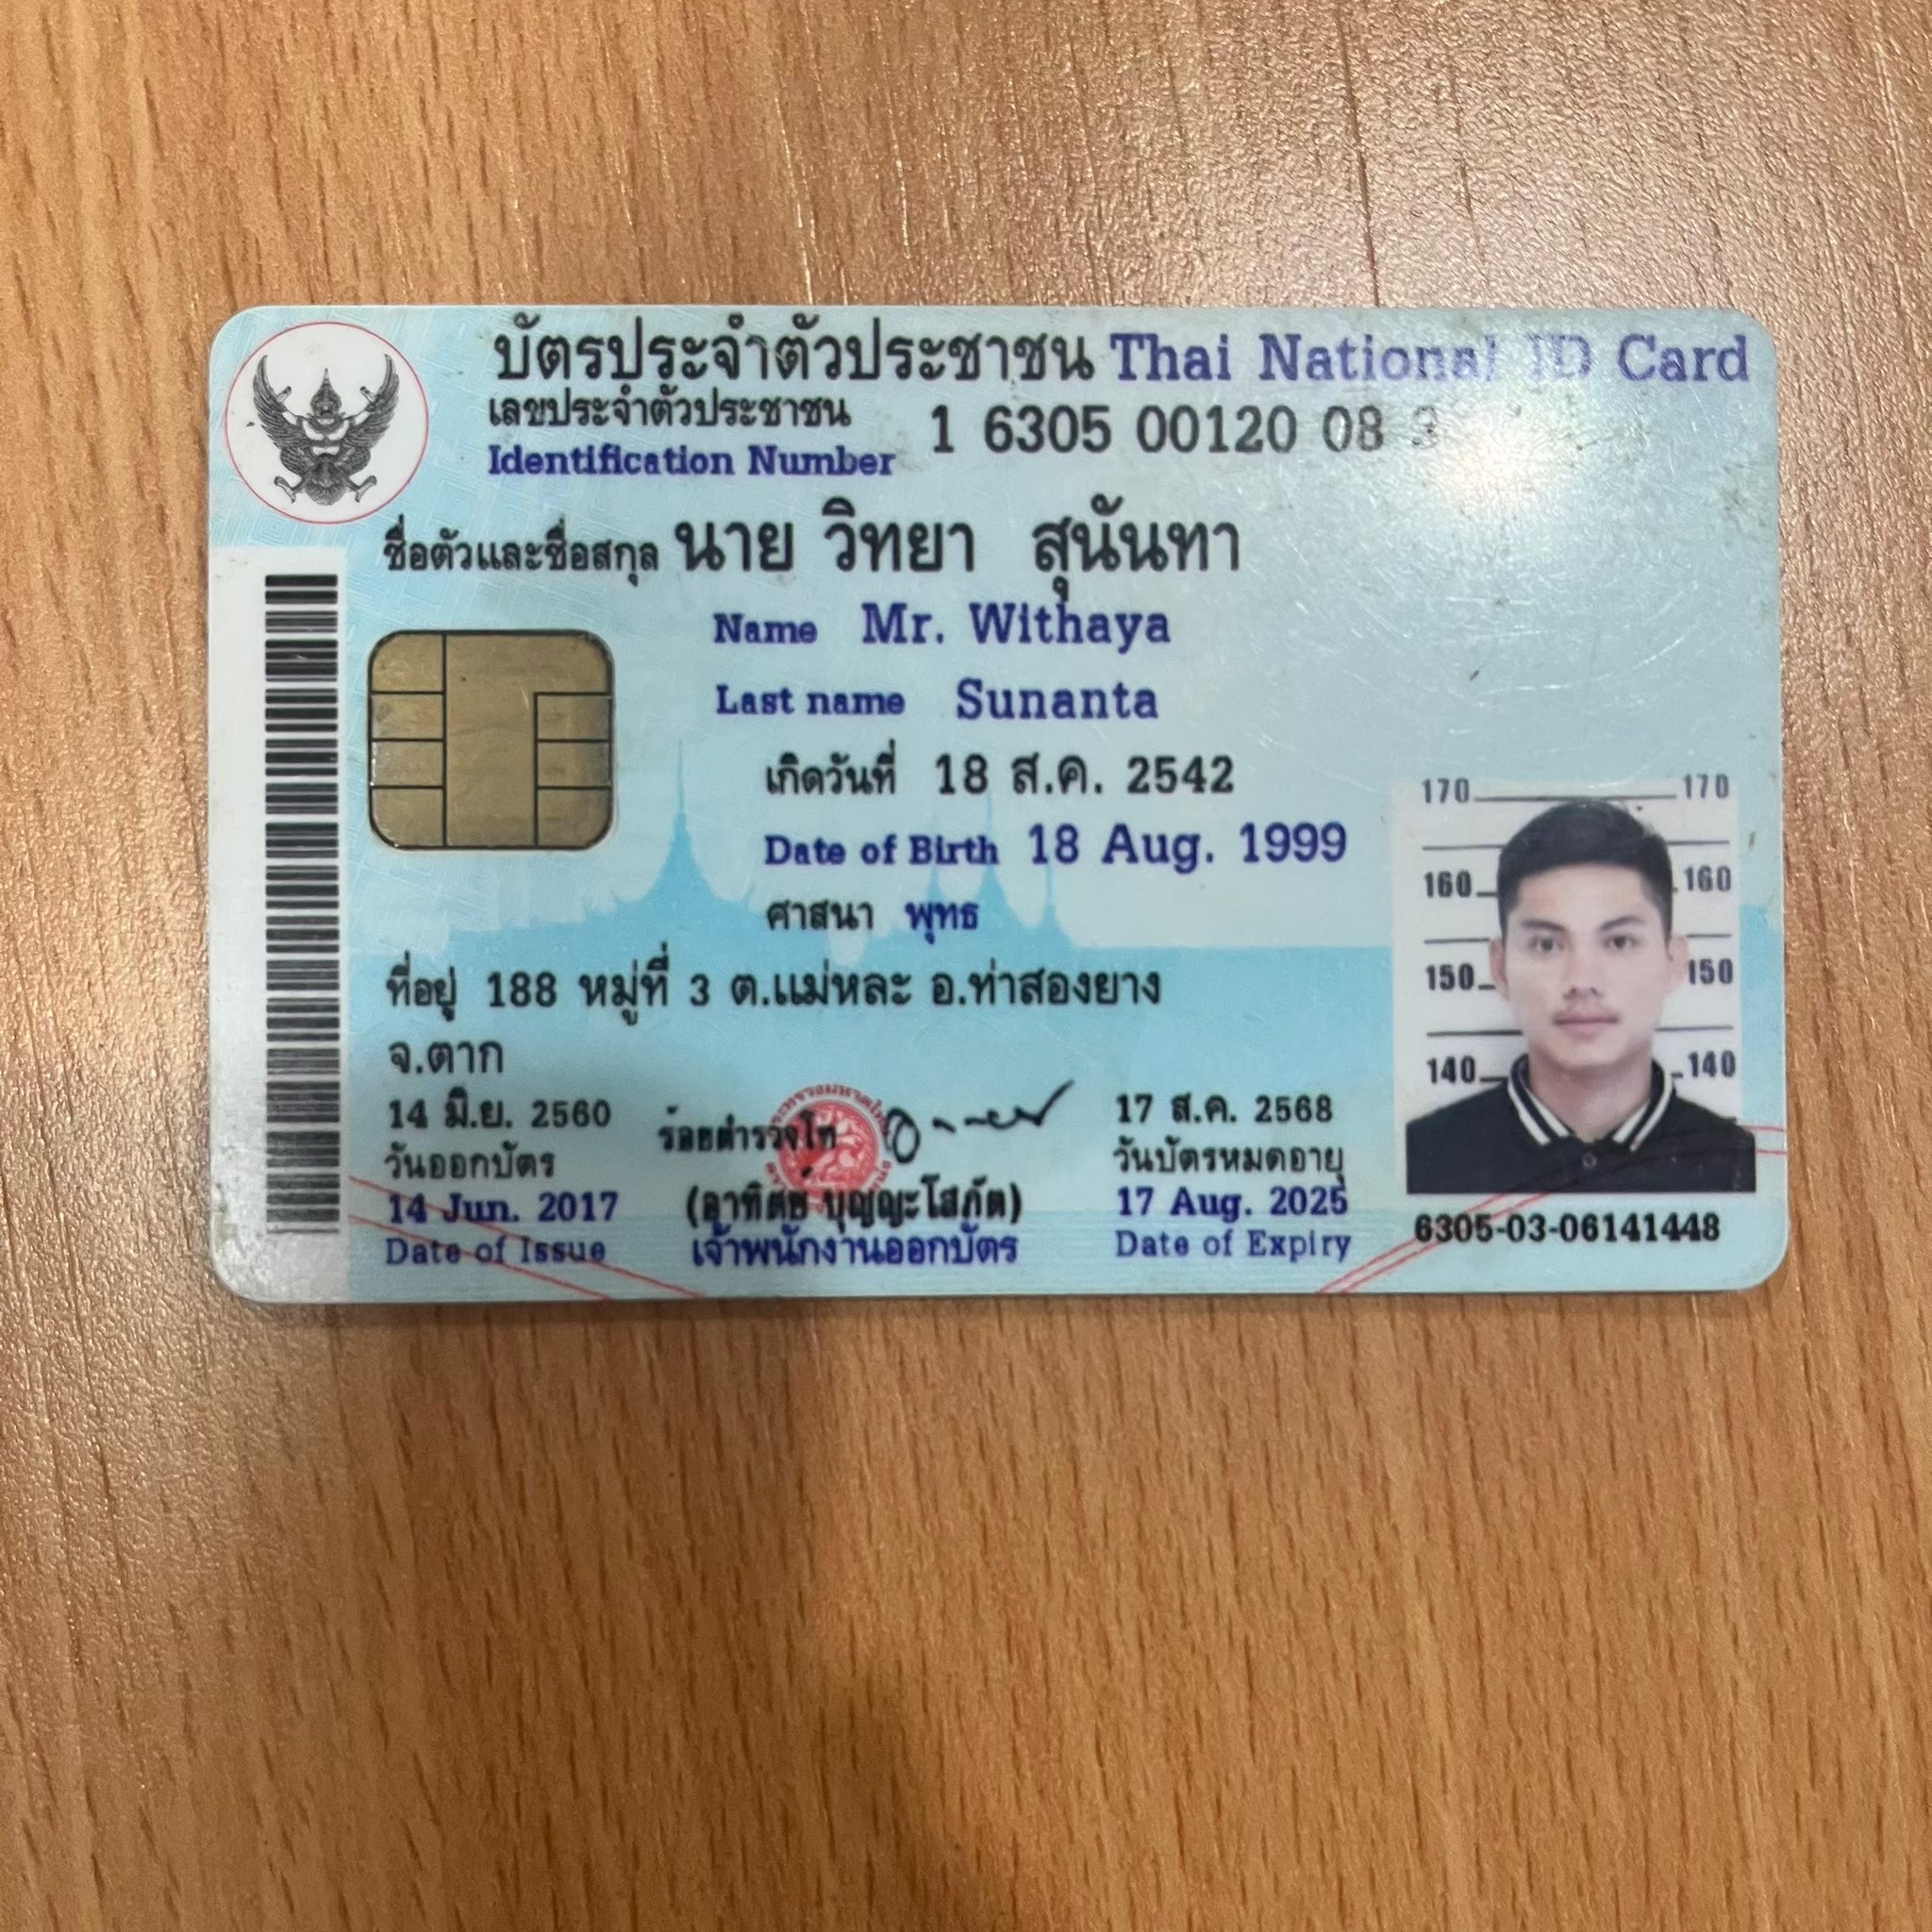 บัตรประจำตัวประชาชน Thai National ID Card
เลขประจำตัวประชาชน 1 6305 00120 08 3
Identification Number
ชื่อตัวและชื่อสกุล นาย วิทยา สุนันทา
Name Mr. Withaya
Last name Sunanta
เกิดวันที่ 18 ส.ค. 2542
Date of Birth 18 Aug. 1999
ศาสนา พุทธ
ที่อยู่ 188 หมู่ที่ 3 ต.แม่หละ อ.ท่าสองยาง
จ.ตาก
170 170
160 160
150 150
140 140
14 มิ.ย. 2560
วันออกบัตร
14 Jun. 2017
Date of Issue
ร้อยตำรวจโท
(อาทิตย์ บุญญะโสภัต)
เจ้าพนักงานออกบัตร
17 ส.ค. 2568
วันบัตรหมดอายุ
17 Aug. 2025
Date of Expiry
6305-03-06141448